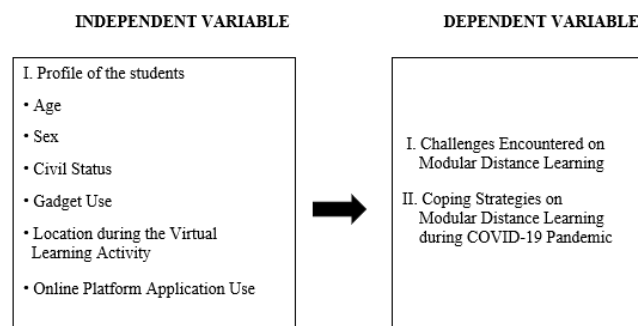 INDEPENDENT VARIABLE
I. Profile of the students
• Age
• Sex
• Civil Status
• Gadget Use
• Location during the Virtual
Learning Activity
• Online Platform Application Use
DEPENDENT VARIABLE
I. Challenges Encountered on
Modular Distance Learning
II. Coping Strategies on
Modular Distance Learning
during COVID-19 Pandemic